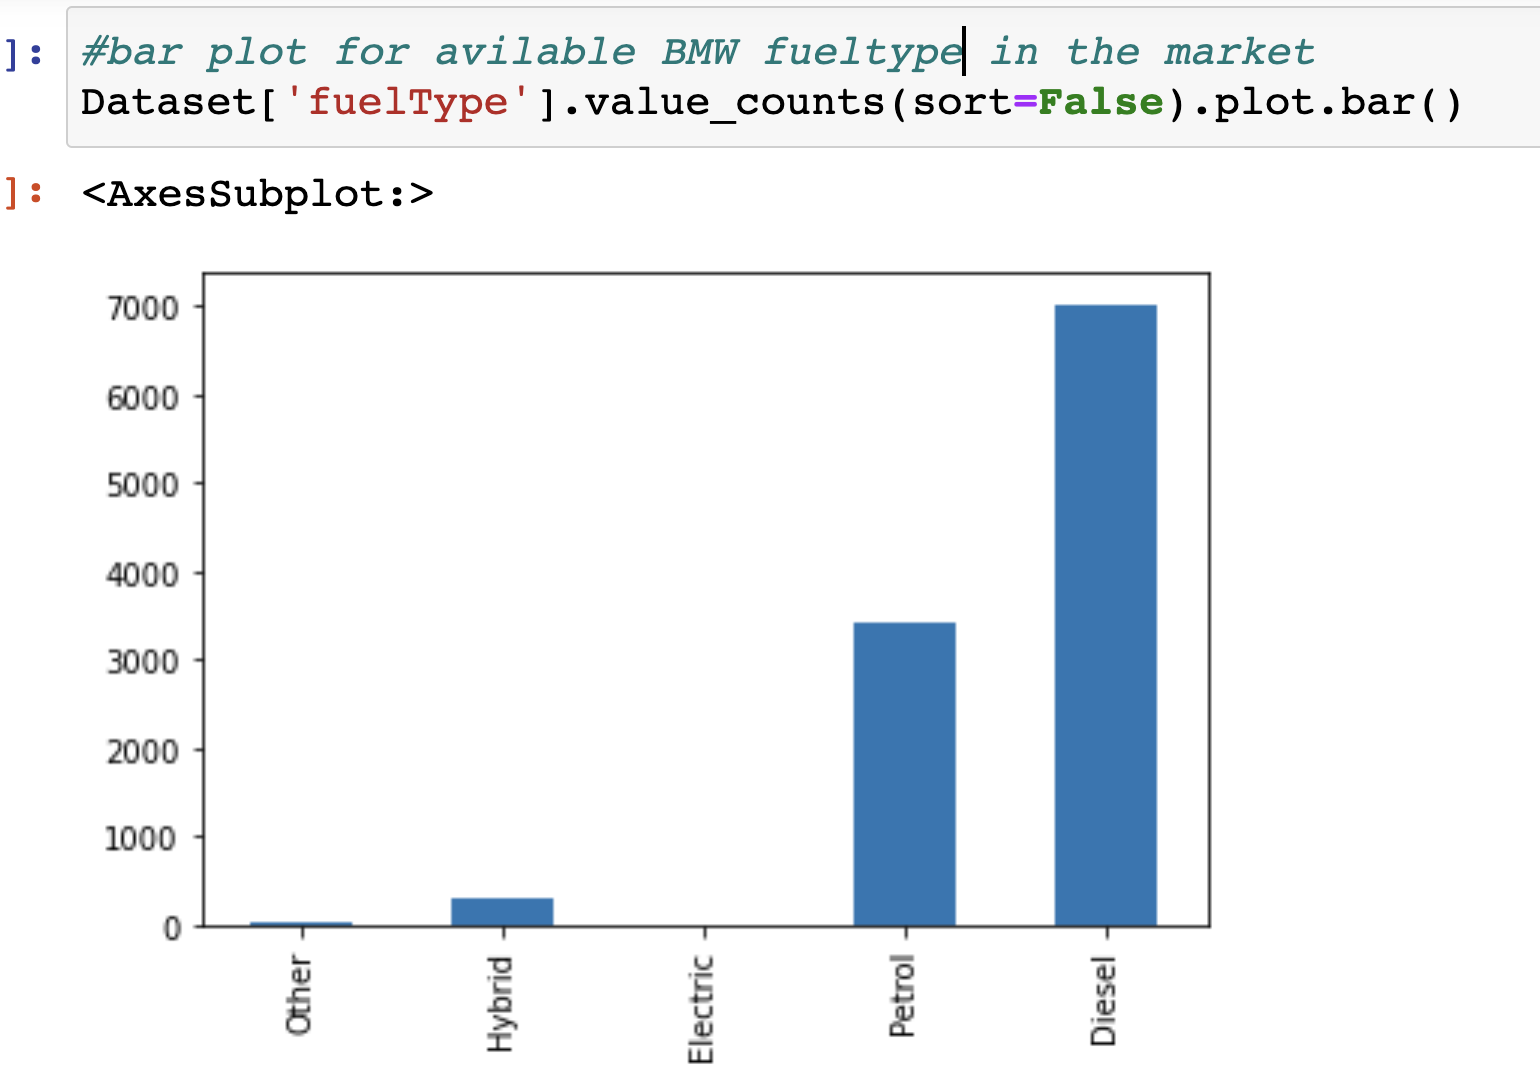 ]: #bar plot for avilable BMW fueltype in the market
Dataset['fuelType'].value_counts(sort=False).plot.bar()
]: <AxesSubplot:>
7000
6000
5000
4000
3000
2000
1000
0
Other Hybrid Electric Petrol Diesel